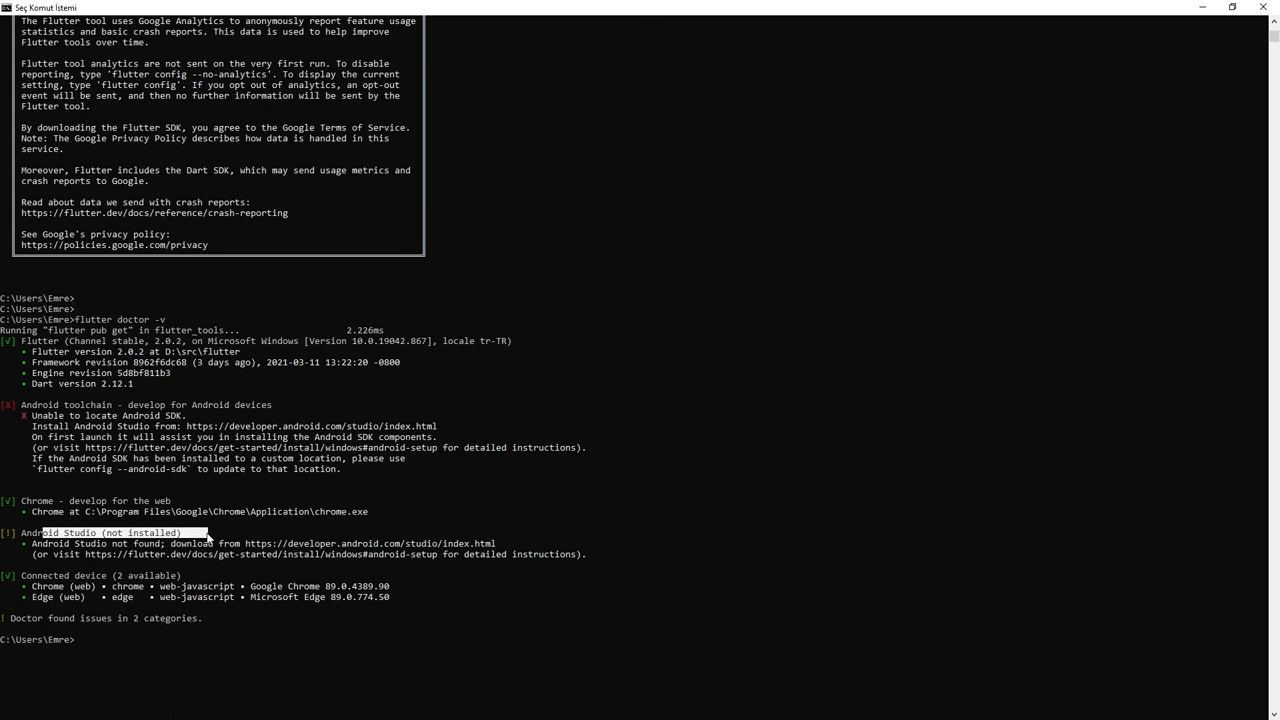 Seç Komut İstemi
The Flutter tool uses Google Analytics to anonymously report feature usage
statistics and basic crash reports. This data is used to help improve
Flutter tools over time.
Flutter tool analytics are not sent on the very first run. To disable
reporting, type 'flutter config --no-analytics'. To display the current
setting, type 'flutter config'. If you opt out of analytics, an opt-out
event will be sent, and then no further information will be sent by the
Flutter tool.
By downloading the Flutter SDK, you agree to the Google Terms of Service.
Note: The Google Privacy Policy describes how data is handled in this
service.
Moreover, Flutter includes the Dart SDK, which may send usage metrics and
crash reports to Google.
Read about data we send with crash reports:
https://flutter.dev/docs/reference/crash-reporting
See Google's privacy policy:
https://policies.google.com/privacy
C:\Users\Emre>
C:\Users\Emre>
C:\Users\Emre>flutter doctor -v
Running "flutter pub get" in flutter_tools... 2.226ms
[√] Flutter (Channel stable, 2.0.2, on Microsoft Windows [Version 10.0.19042.867], locale tr-TR)
• Flutter version 2.0.2 at D:\src\flutter
• Framework revision 8962f6dc68 (3 days ago), 2021-03-11 13:22:20 -0800
• Engine revision 5d8bf811b3
• Dart version 2.12.1
[X] Android toolchain - develop for Android devices
X Unable to locate Android SDK.
Install Android Studio from: https://developer.android.com/studio/index.html
On first launch it will assist you in installing the Android SDK components.
(or visit https://flutter.dev/docs/get-started/install/windows#android-setup for detailed instructions).
If the Android SDK has been installed to a custom location, please use
`flutter config --android-sdk` to update to that location.
[√] Chrome - develop for the web
• Chrome at C:\Program Files\Google\Chrome\Application\chrome.exe
[!] Android Studio (not installed)
• Android Studio not found; download from https://developer.android.com/studio/index.html
(or visit https://flutter.dev/docs/get-started/install/windows#android-setup for detailed instructions).
[√] Connected device (2 available)
• Chrome (web) • chrome • web-javascript • Google Chrome 89.0.4389.90
• Edge (web) • edge • web-javascript • Microsoft Edge 89.0.774.50
! Doctor found issues in 2 categories.
C:\Users\Emre>